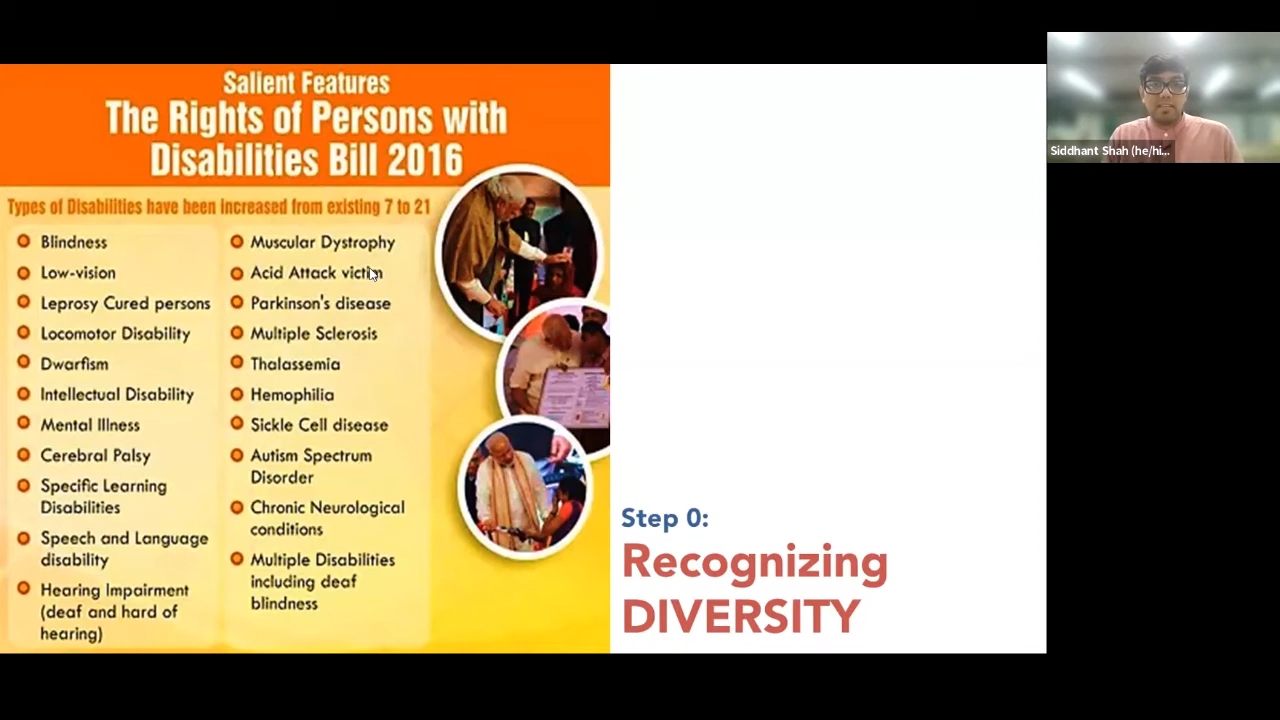 Salient Features
The Rights of Persons with
Disabilities Bill 2016
Types of Disabilities have been increased from existing 7 to 21
Blindness
Low-vision
Leprosy Cured persons
Locomotor Disability
Dwarfism
Intellectual Disability
Mental Illness
Cerebral Palsy
Specific Learning
Disabilities
Speech and Language
disability
Hearing Impairment
(deaf and hard of
hearing)
Muscular Dystrophy
Acid Attack victim
Parkinson's disease
Multiple Sclerosis
Thalassemia
Hemophilia
Sickle Cell disease
Autism Spectrum
Disorder
Chronic Neurological
conditions
Multiple Disabilities
including deaf
blindness
Step 0:
Recognizing
DIVERSITY
Siddhant Shah (he/hi...